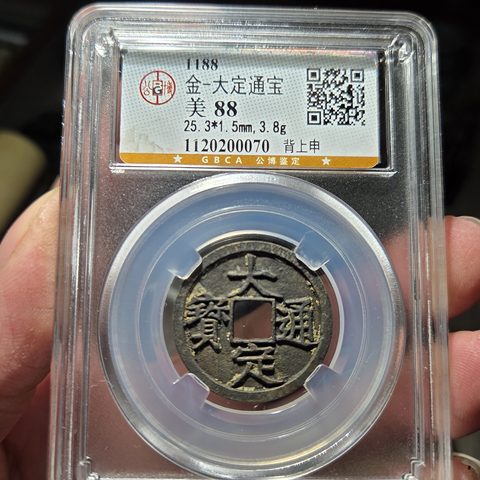 1188
金-大定通宝
美 88
25.3*1.5mm, 3.8g
1120200070 背上申
★ GBCA 公博鉴定 ★
大定通寳